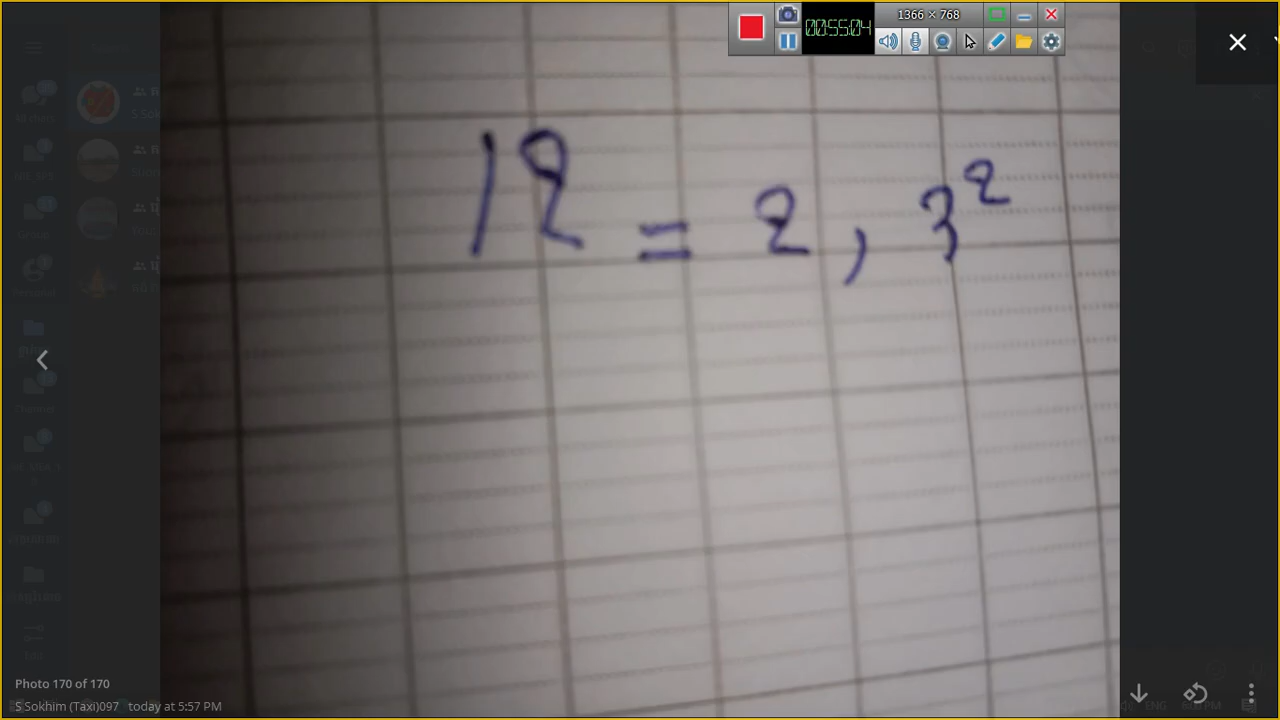 1366 × 768
00:55:04
12 = 2 , 3²
Photo 170 of 170
S Sokhim (Taxi)097 today at 5:57 PM